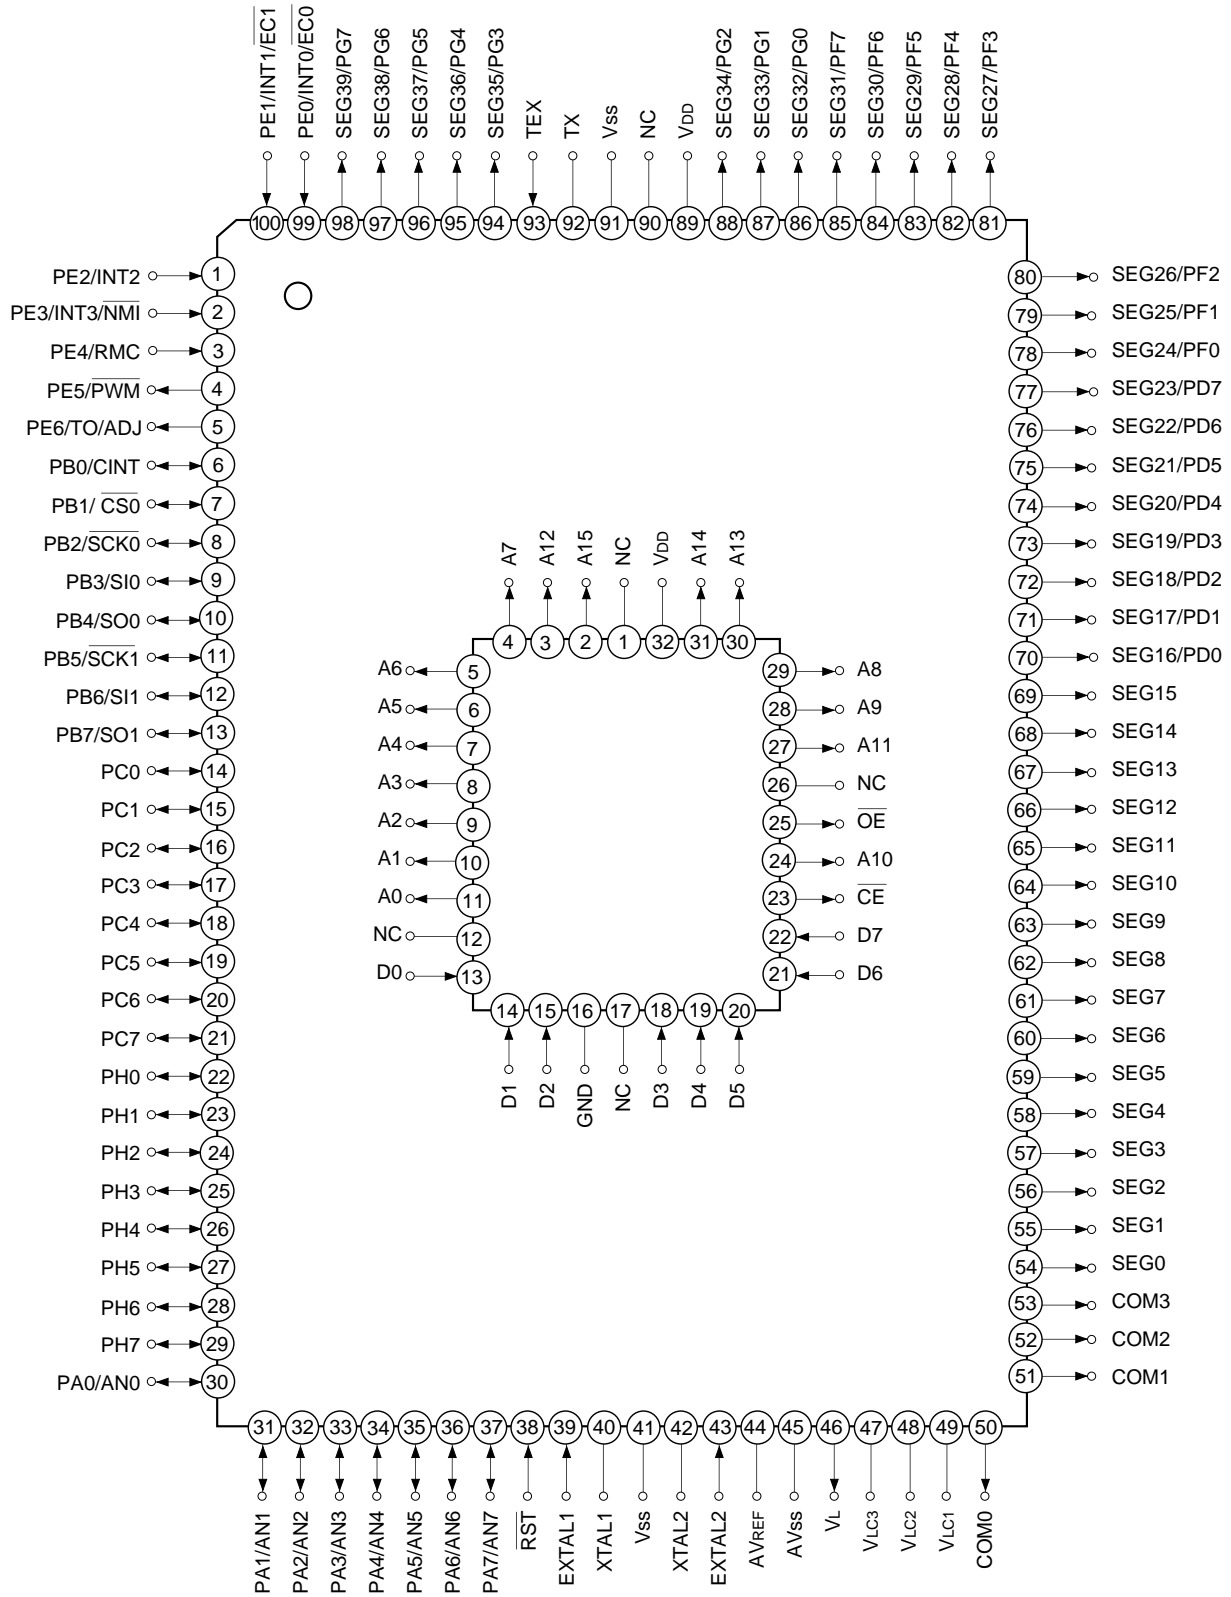 PE1/INT1/EC1
PE0/INT0/EC0
SEG39/PG7
SEG38/PG6
SEG37/PG5
SEG36/PG4
SEG35/PG3
TEX
TX
Vss
NC
VDD
SEG34/PG2
SEG33/PG1
SEG32/PG0
SEG31/PF7
SEG30/PF6
SEG29/PF5
SEG28/PF4
SEG27/PF3
100 99 98 97 96 95 94 93 92 91 90 89 88 87 86 85 84 83 82 81
PE2/INT2 1
PE3/INT3/NMI 2
PE4/RMC 3
PE5/PWM 4
PE6/TO/ADJ 5
PB0/CINT 6
PB1/ CS0 7
PB2/SCK0 8
PB3/SI0 9
PB4/SO0 10
PB5/SCK1 11
PB6/SI1 12
PB7/SO1 13
PC0 14
PC1 15
PC2 16
PC3 17
PC4 18
PC5 19
PC6 20
PC7 21
PH0 22
PH1 23
PH2 24
PH3 25
PH4 26
PH5 27
PH6 28
PH7 29
PA0/AN0 30
A7
A12
A15
NC
VDD
A14
A13
4 3 2 1 32 31 30
A6 5
A5 6
A4 7
A3 8
A2 9
A1 10
A0 11
NC 12
D0 13
29 A8
28 A9
27 A11
26 NC
25 OE
24 A10
23 CE
22 D7
21 D6
14 15 16 17 18 19 20
D1
D2
GND
NC
D3
D4
D5
80 SEG26/PF2
79 SEG25/PF1
78 SEG24/PF0
77 SEG23/PD7
76 SEG22/PD6
75 SEG21/PD5
74 SEG20/PD4
73 SEG19/PD3
72 SEG18/PD2
71 SEG17/PD1
70 SEG16/PD0
69 SEG15
68 SEG14
67 SEG13
66 SEG12
65 SEG11
64 SEG10
63 SEG9
62 SEG8
61 SEG7
60 SEG6
59 SEG5
58 SEG4
57 SEG3
56 SEG2
55 SEG1
54 SEG0
53 COM3
52 COM2
51 COM1
31 32 33 34 35 36 37 38 39 40 41 42 43 44 45 46 47 48 49 50
PA1/AN1
PA2/AN2
PA3/AN3
PA4/AN4
PA5/AN5
PA6/AN6
PA7/AN7
RST
EXTAL1
XTAL1
Vss
XTAL2
EXTAL2
AVREF
AVss
VL
VLC3
VLC2
VLC1
COM0